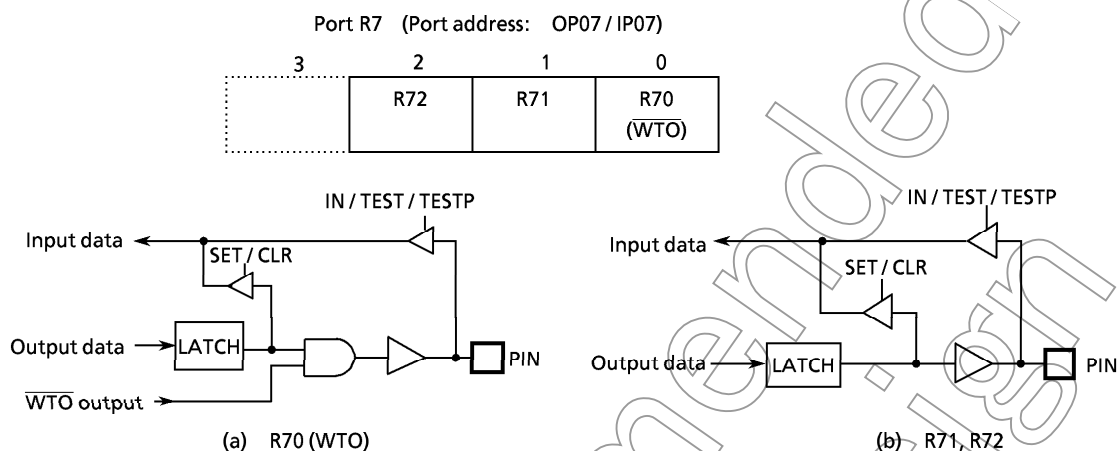 Port R7 (Port address: OP07 / IP07)
3 2 1 0
R72 R71 R70
(WTO)
IN / TEST / TESTP
Input data
SET / CLR
Output data
LATCH
PIN
WTO output
(a) R70 (WTO)
IN / TEST / TESTP
Input data
SET / CLR
Output data
LATCH
PIN
(b) R71, R72